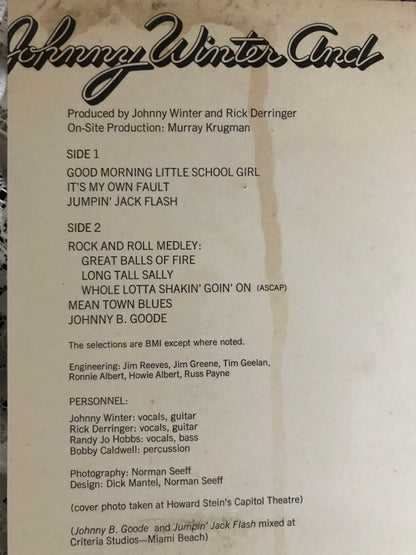 Johnny Winter And
Produced by Johnny Winter and Rick Derringer
On-Site Production: Murray Krugman
SIDE 1
GOOD MORNING LITTLE SCHOOL GIRL
IT'S MY OWN FAULT
JUMPIN' JACK FLASH
SIDE 2
ROCK AND ROLL MEDLEY:
GREAT BALLS OF FIRE
LONG TALL SALLY
WHOLE LOTTA SHAKIN' GOIN' ON (ASCAP)
MEAN TOWN BLUES
JOHNNY B. GOODE
The selections are BMI except where noted.
Engineering: Jim Reeves, Jim Greene, Tim Geelan,
Ronnie Albert, Howie Albert, Russ Payne
PERSONNEL:
Johnny Winter: vocals, guitar
Rick Derringer: vocals, guitar
Randy Jo Hobbs: vocals, bass
Bobby Caldwell: percussion
Photography: Norman Seeff
Design: Dick Mantel, Norman Seeff
(cover photo taken at Howard Stein's Capitol Theatre)
(Johnny B. Goode and Jumpin' Jack Flash mixed at
Criteria Studios—Miami Beach)